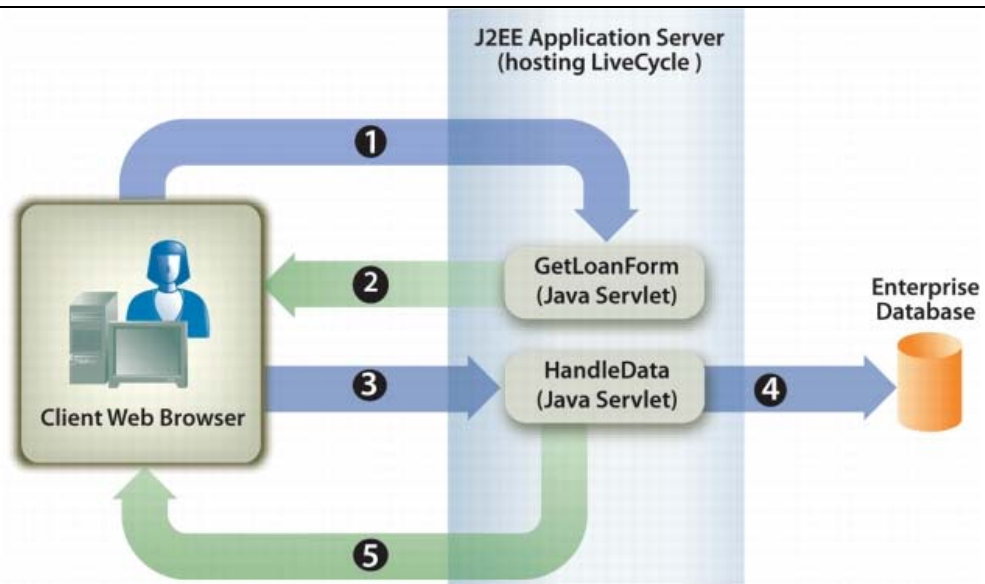 J2EE Application Server
(hosting LiveCycle )
1
GetLoanForm
(Java Servlet)
2
Enterprise
Database
HandleData
(Java Servlet)
3
4
Client Web Browser
5